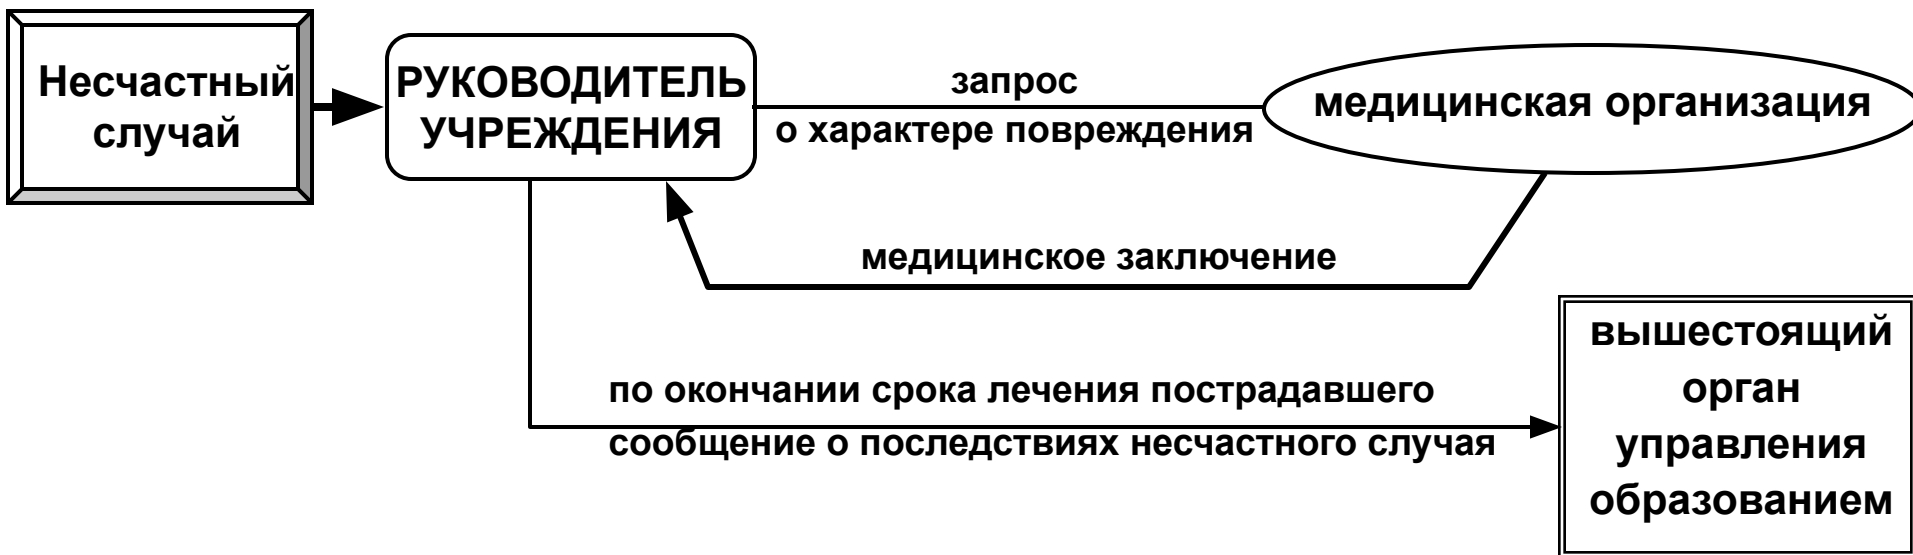 Несчастный
случай
РУКОВОДИТЕЛЬ
УЧРЕЖДЕНИЯ
запрос
о характере повреждения
медицинская организация
медицинское заключение
по окончании срока лечения пострадавшего
сообщение о последствиях несчастного случая
вышестоящий
орган
управления
образованием